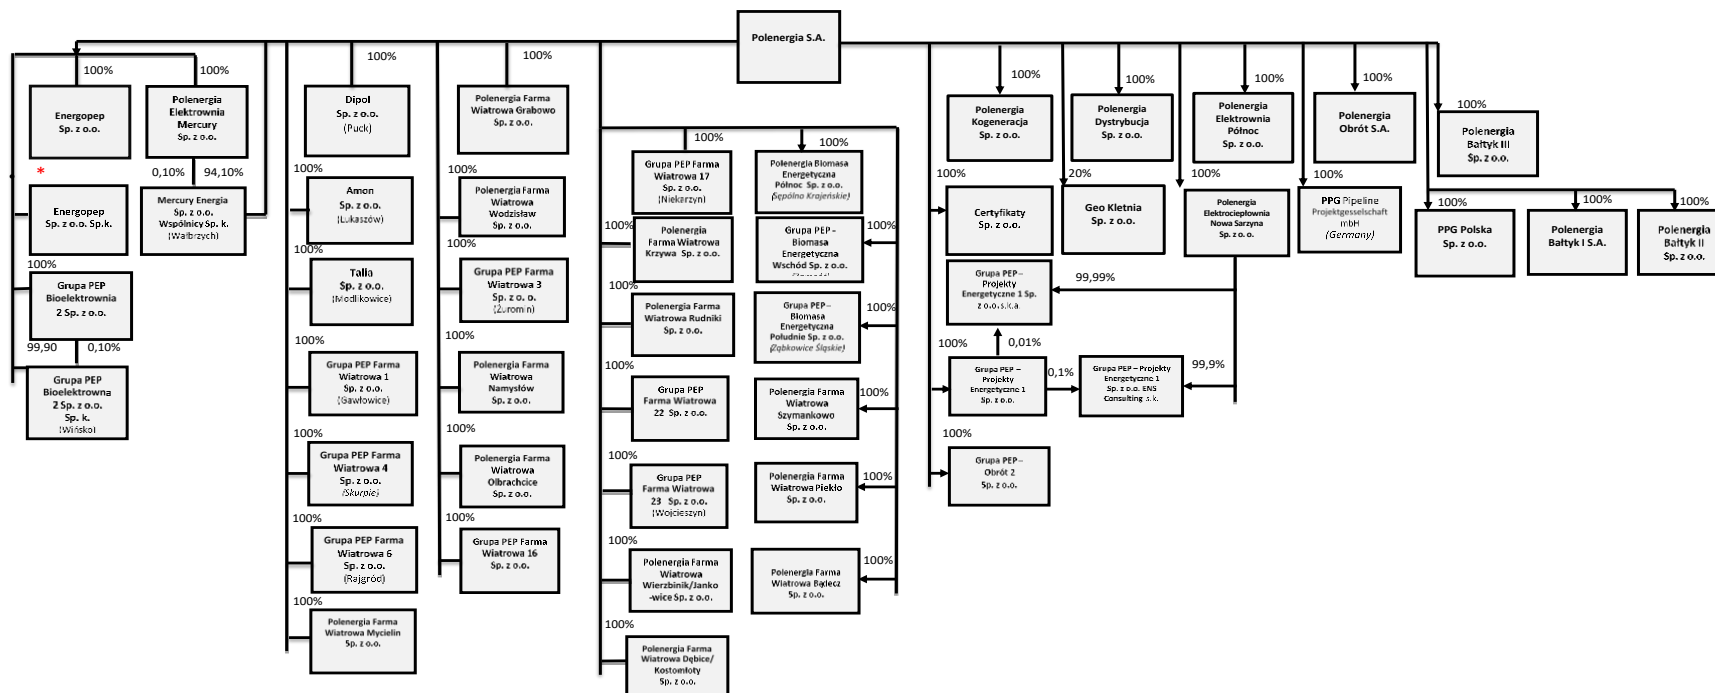 Polenergia S.A.
100%
Energopep
Sp. z o.o.
100%
Polenergia
Elektrownia
Mercury
Sp. z o.o.
*
Energopep
Sp. z o.o. Sp.k.
0,10%
94,10%
Mercury Energia
Sp. z o.o.
Wspólnicy Sp. k.
(Wałbrzych)
100%
Grupa PEP
Bioelektrownia
2 Sp. z o.o.
99,90
0,10%
Grupa PEP
Bioelektrowna
2 Sp. z o.o.
Sp. k.
(Wińsko)
100%
Dipol
Sp. z o.o.
(Puck)
100%
Amon
Sp. z o.o.
(Łukaszów)
100%
Talia
Sp. z o.o.
(Modlikowice)
100%
Grupa PEP Farma
Wiatrowa 1
Sp. z o.o.
(Gawłowice)
100%
Grupa PEP Farma
Wiatrowa 4
Sp. z o.o.
(Skurpie)
100%
Grupa PEP Farma
Wiatrowa 6
Sp. z o.o.
(Rajgród)
100%
Polenergia Farma
Wiatrowa Mycielin
Sp. z o.o.
100%
Polenergia Farma
Wiatrowa Grabowo
Sp. z o.o.
100%
Polenergia Farma
Wiatrowa
Wodzisław
Sp. z o.o.
100%
Grupa PEP Farma
Wiatrowa 3
Sp. z o. o.
(Żuromin)
100%
Polenergia Farma
Wiatrowa
Namysłów
Sp. z o.o.
100%
Polenergia Farma
Wiatrowa
Olbrachcice
Sp. z o.o.
100%
Grupa PEP Farma
Wiatrowa 16
Sp. z o.o.
100%
Grupa PEP Farma
Wiatrowa 17
Sp. z o.o.
(Niekarzyn)
100%
Polenergia
Farma Wiatrowa
Krzywa Sp. z o.o.
100%
Polenergia Farma
Wiatrowa Rudniki
Sp. z o.o.
100%
Grupa PEP
Farma Wiatrowa
22 Sp. z o.o.
100%
Grupa PEP
Farma Wiatrowa
23 Sp. z o.o.
(Wojcieszyn)
100%
Polenergia Farma
Wiatrowa
Wierzbinik/Janko
-wice Sp. z o.o.
100%
Polenergia Farma
Wiatrowa Dębice/
Kostomłoty
Sp. z o.o.
100%
Polenergia Biomasa
Energetyczna
Północ Sp. z o.o.
(Sępólno Krojeńskie)
100%
Grupa PEP –
Biomasa
Energetyczna
Wschód Sp. z o.o.
100%
Grupa PEP –
Biomasa
Energetyczna
Południe Sp. z o.o.
(Ząbkowice Śląskie)
100%
Polenergia Farma
Wiatrowa
Szymankowo
Sp. z o.o.
100%
Polenergia Farma
Wiatrowa Piekło
Sp. z o.o.
100%
Polenergia Farma
Wiatrowa Bądecz
Sp. z o.o.
100%
Polenergia
Kogeneracja
Sp. z o.o.
100%
Polenergia
Dystrybucja
Sp. z o.o.
100%
Polenergia
Elektrownia
Północ
Sp. z o.o.
100%
Polenergia
Obrót S.A.
100%
Polenergia
Bałtyk III
Sp. z o.o.
100%
Certyfikaty
Sp. z o.o.
20%
Geo Kletnia
Sp. z o.o.
100%
Polenergia
Elektrociepłownia
Nowa Sarzyna
Sp. z o.o.
100%
PPG Pipeline
Projektgesselschaft
mbH
(Germany)
100%
PPG Polska
Sp. z o.o.
100%
Polenergia
Bałtyk I S.A.
100%
Polenergia
Bałtyk II
Sp. z o.o.
Grupa PEP –
Projekty
Energetyczne 1 Sp.
z o.o. s.k.a.
99,99%
100%
0,01%
Grupa PEP –
Projekty
Energetyczne 1
Sp. z o.o.
0,1%
Grupa PEP – Projekty
Energetyczne 1
Sp. z o.o. ENS
Consulting s.k.
99,9%
100%
Grupa PEP –
Obrót 2
Sp. z o.o.